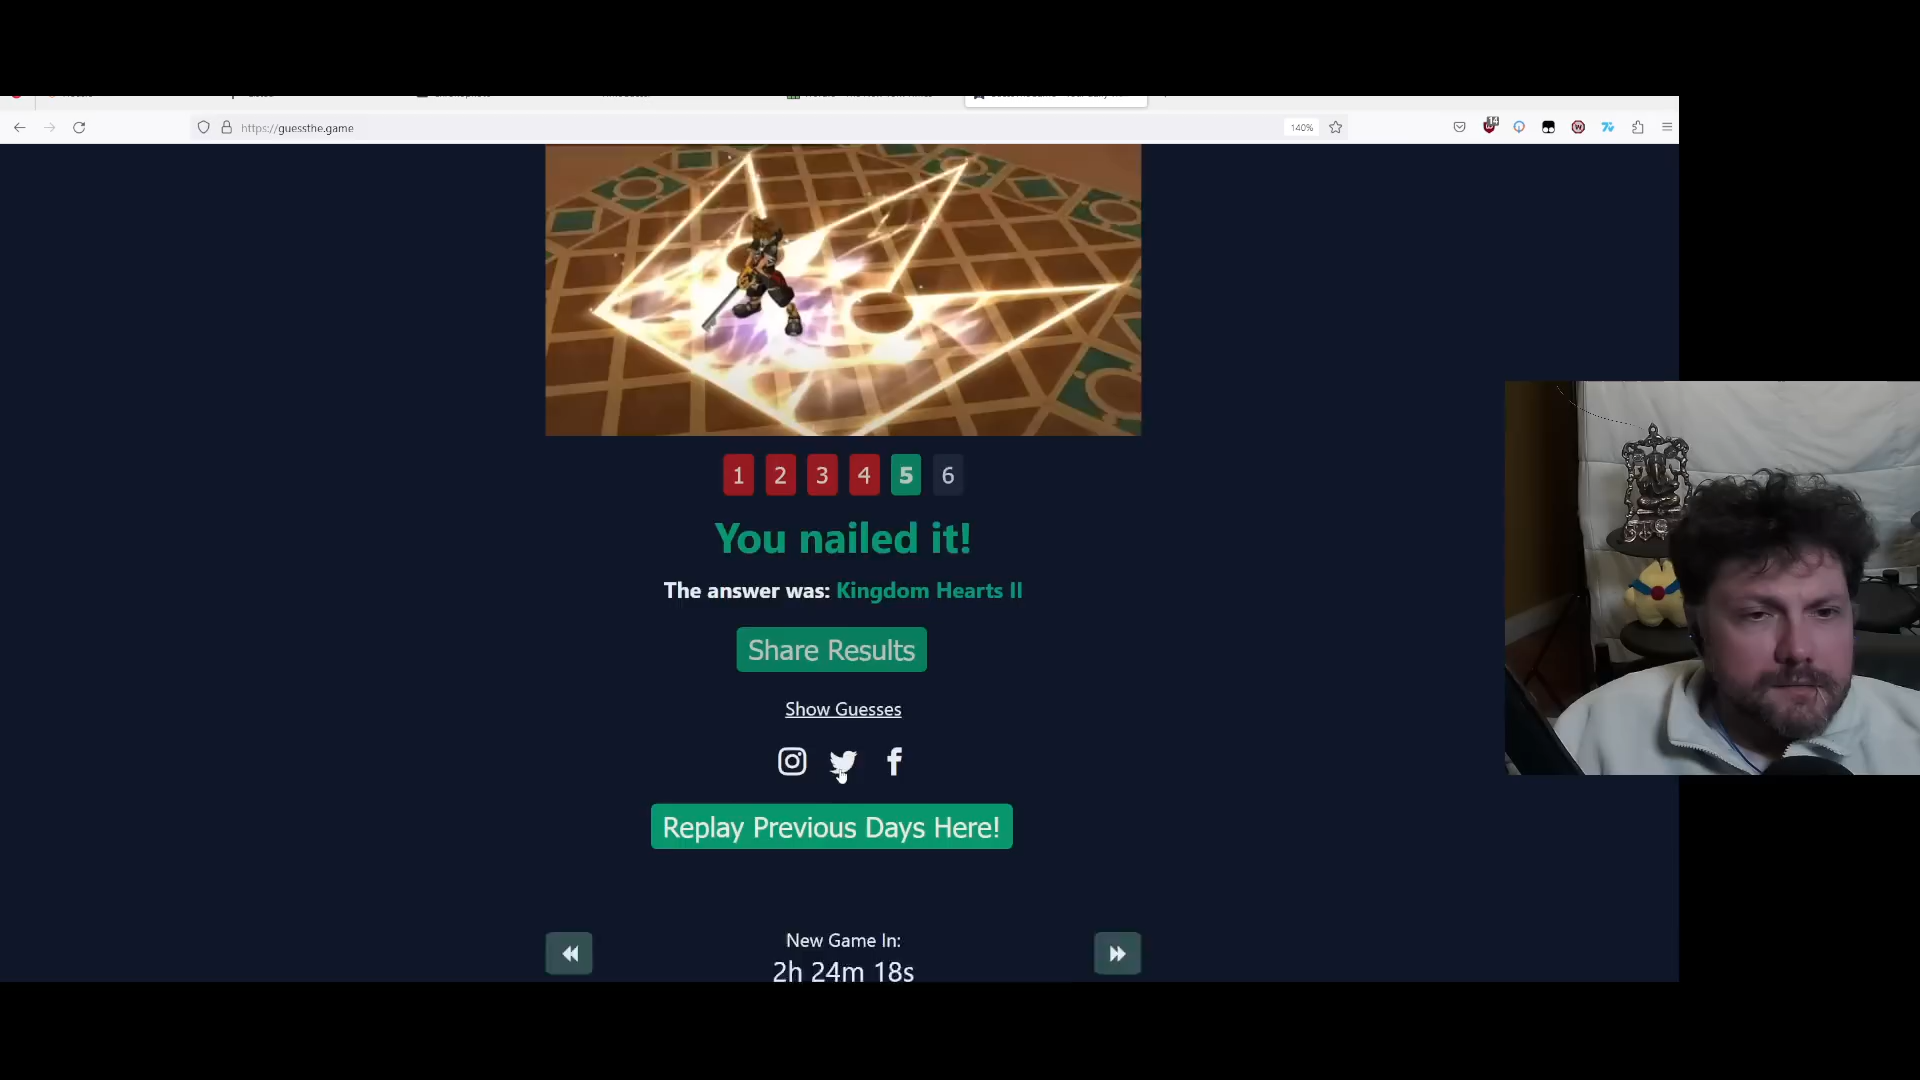 https://guessthe.game
140%
1 2 3 4 5 6
You nailed it!
The answer was: Kingdom Hearts II
Share Results
Show Guesses
Replay Previous Days Here!
New Game In:
2h 24m 18s